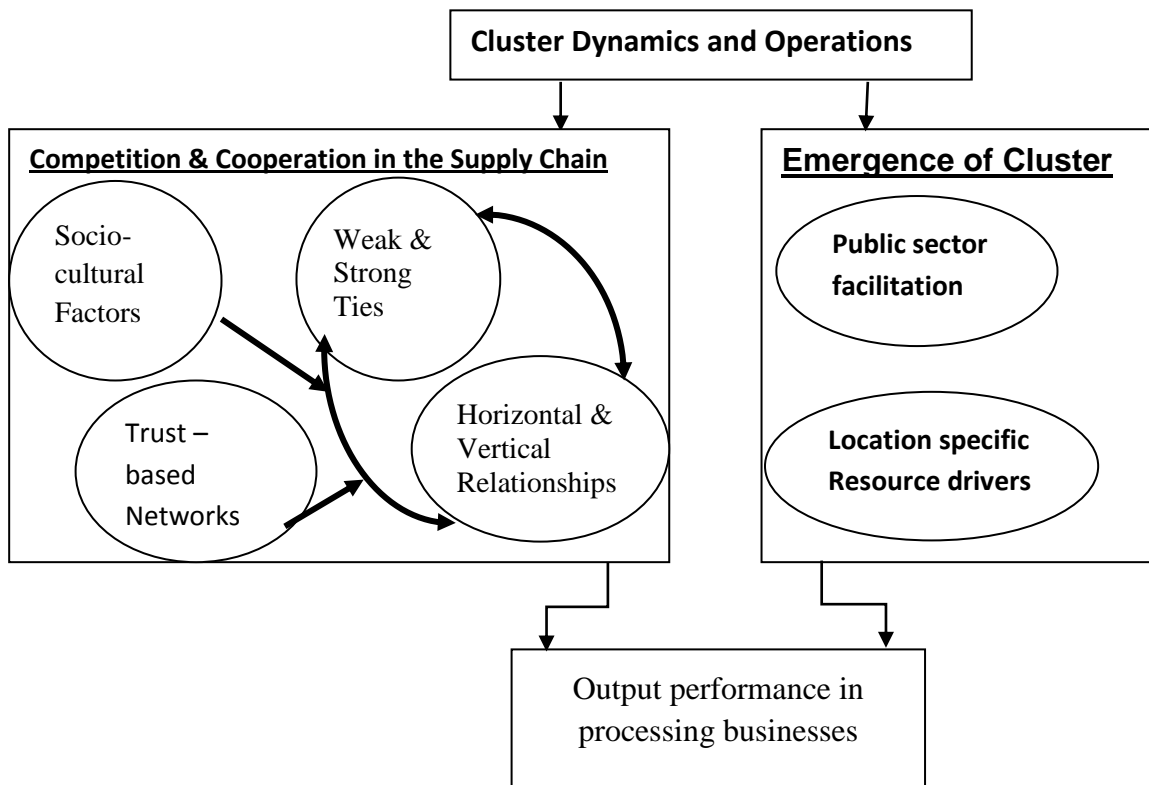 Cluster Dynamics and Operations
Competition & Cooperation in the Supply Chain
Socio-
cultural
Factors
Weak &
Strong
Ties
Trust –
based
Networks
Horizontal &
Vertical
Relationships
Emergence of Cluster
Public sector
facilitation
Location specific
Resource drivers
Output performance in
processing businesses